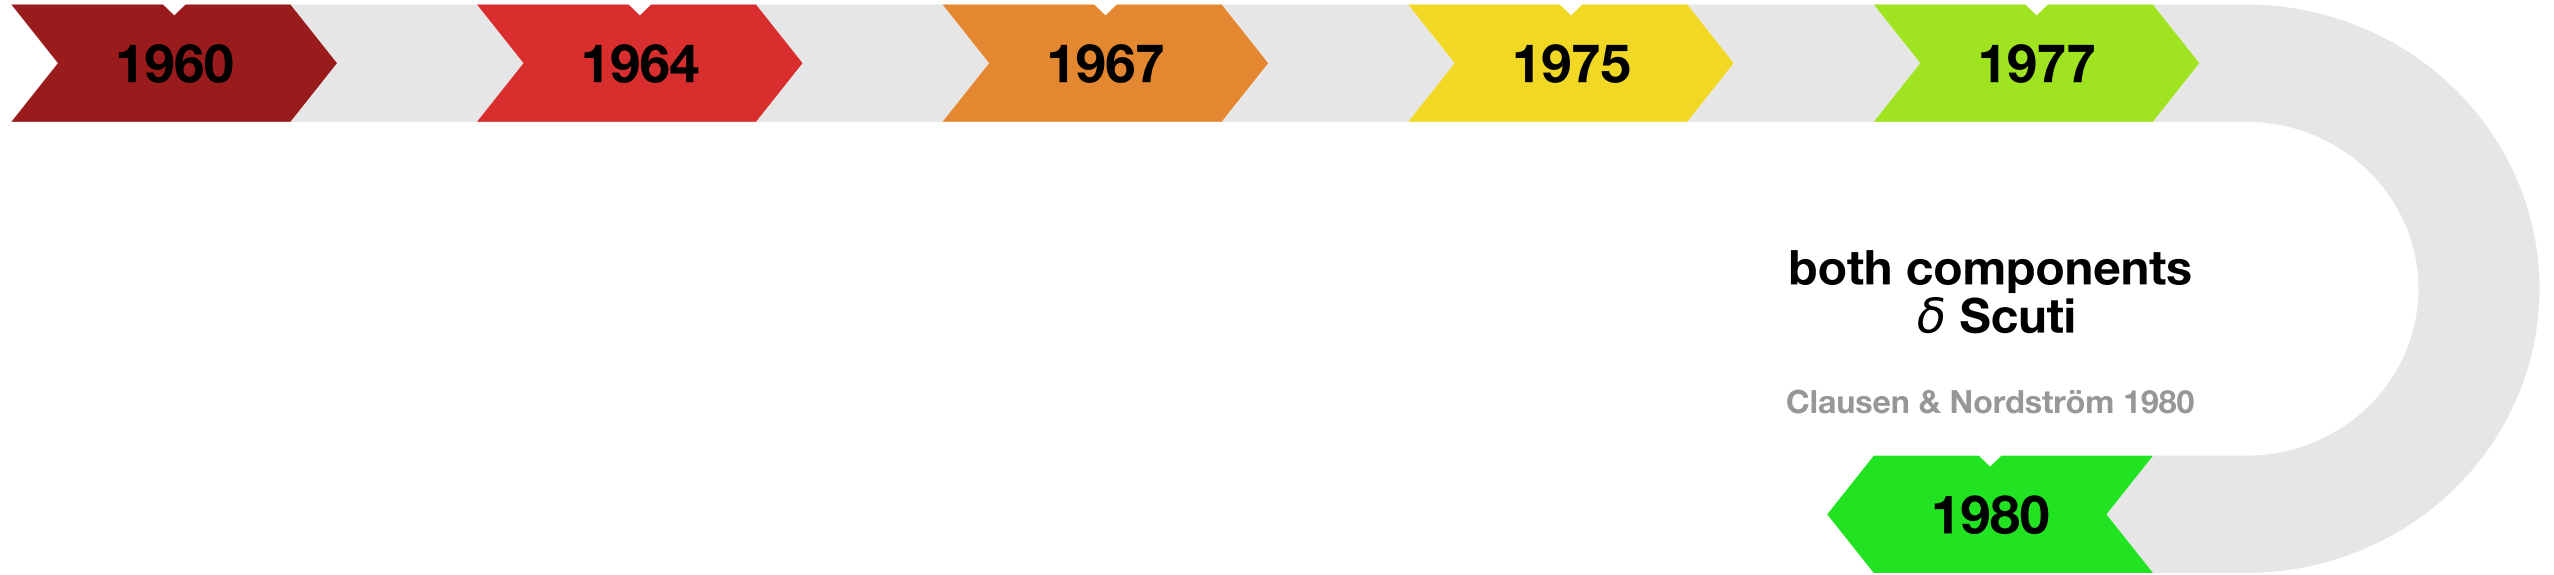 1960
1964
1967
1975
1977
both components
δ Scuti
Clausen & Nordström 1980
1980